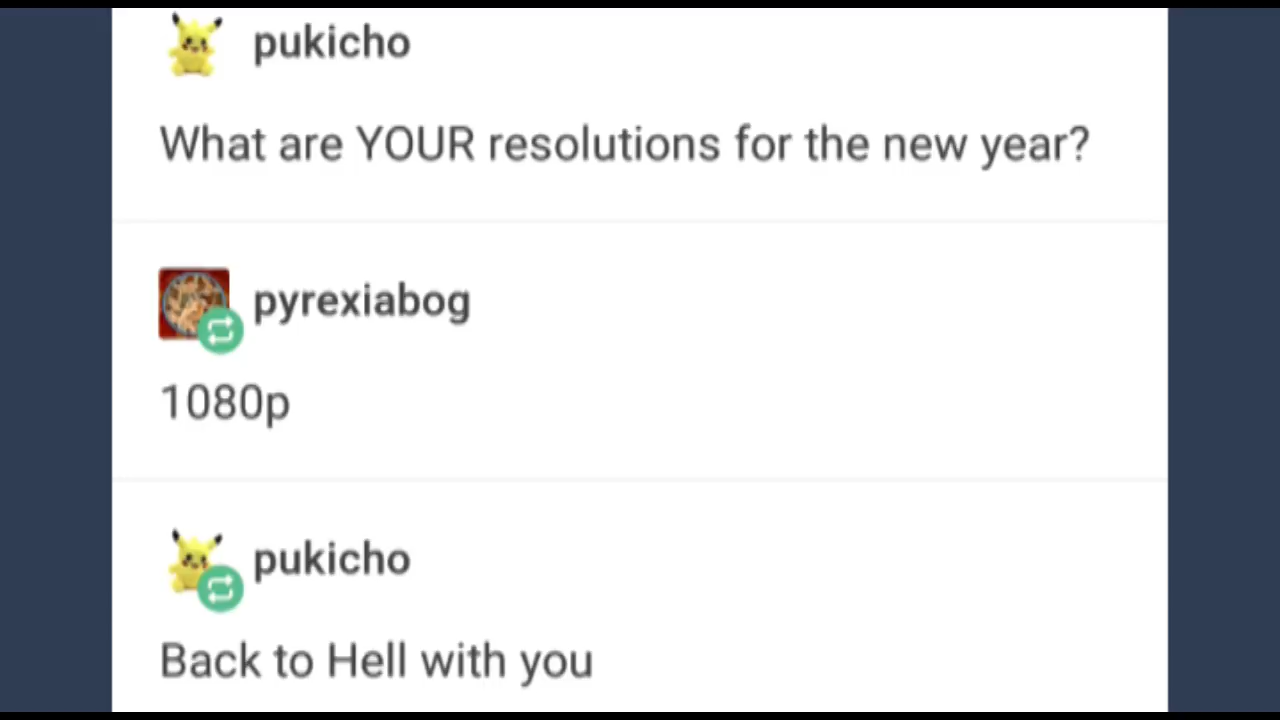 pukicho
What are YOUR resolutions for the new year?
pyrexiabog
1080p
pukicho
Back to Hell with you